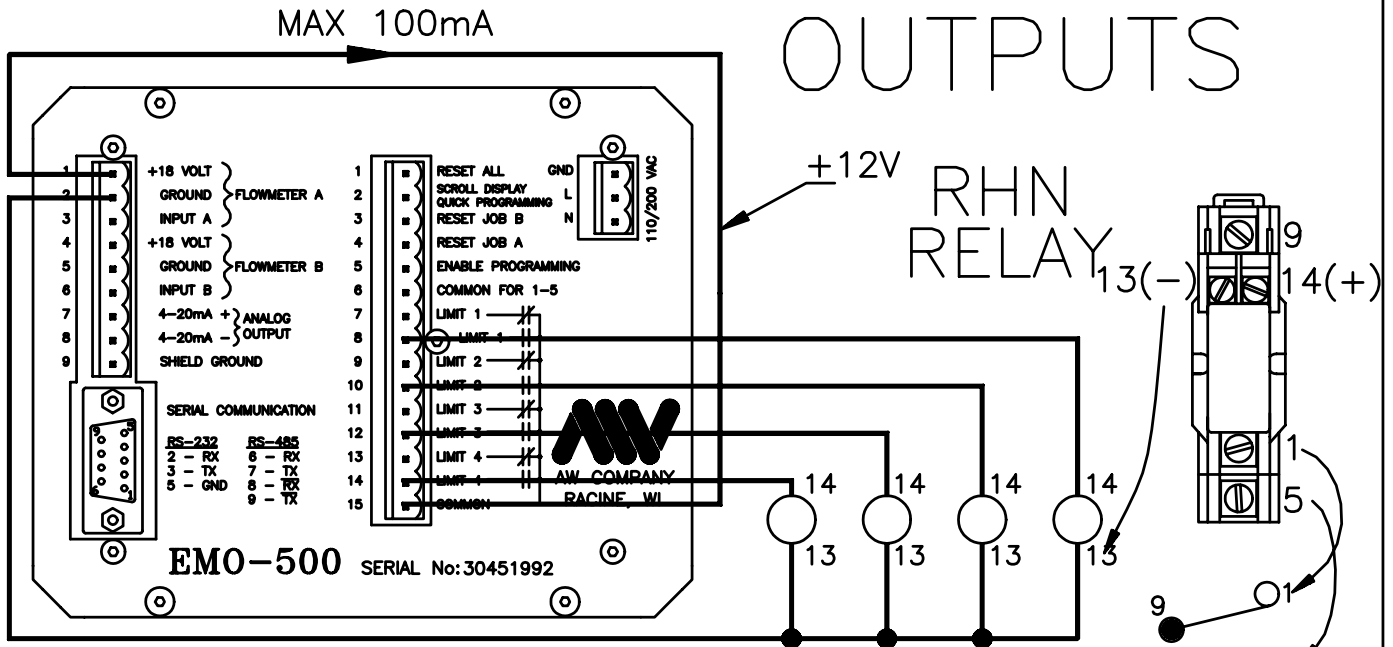 MAX 100mA
OUTPUTS
+12V
RHN
RELAY
13(-)
9
14(+)
1
5
1 +18 VOLT
2 GROUND
3 INPUT A
FLOWMETER A
4 +18 VOLT
5 GROUND
6 INPUT B
FLOWMETER B
7 4-20mA +
8 4-20mA -
ANALOG
OUTPUT
9 SHIELD GROUND
SERIAL COMMUNICATION
RS-232 RS-485
2 - RX 6 - RX
3 - TX 7 - TX
5 - GND 8 - R̅X̅
9 - T̅X̅
9 5
6 1
1 RESET ALL
2 SCROLL DISPLAY
QUICK PROGRAMMING
3 RESET JOB B
4 RESET JOB A
5 ENABLE PROGRAMMING
6 COMMON FOR 1-5
7 LIMIT 1
8 LIMIT 1
9 LIMIT 2
10 LIMIT 2
11 LIMIT 3
12 LIMIT 3
13 LIMIT 4
14 LIMIT 4
15 COMMON
GND
L
N
110/200 VAC
AW COMPANY
RACINE, WI
EMO-500 SERIAL No:30451992
14 14 14 14
13 13 13 13
9 1